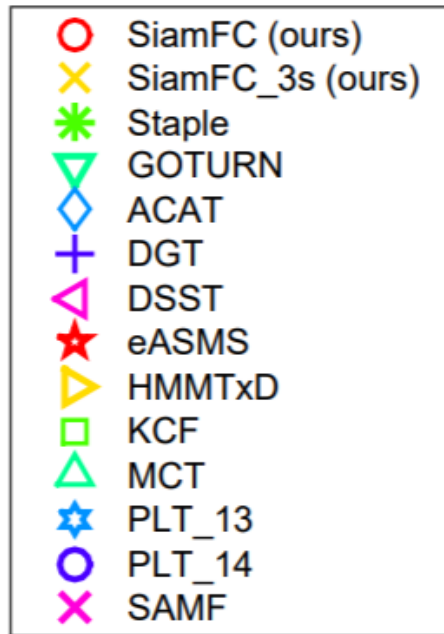 SiamFC (ours)
SiamFC_3s (ours)
Staple
GOTURN
ACAT
DGT
DSST
eASMS
HMMTxD
KCF
MCT
PLT_13
PLT_14
SAMF